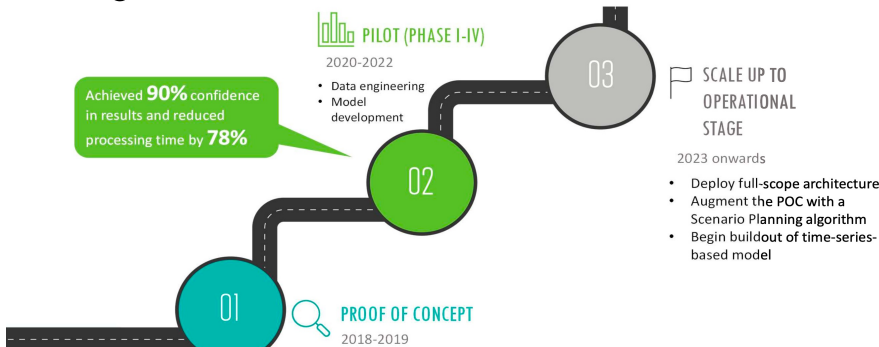 PILOT (PHASE I-IV)
2020-2022
• Data engineering
• Model
development
Achieved 90% confidence
in results and reduced
processing time by 78%
03
SCALE UP TO
OPERATIONAL
STAGE
2023 onwards
• Deploy full-scope architecture
• Augment the POC with a
Scenario Planning algorithm
• Begin buildout of time-series-
based model
02
01
PROOF OF CONCEPT
2018-2019